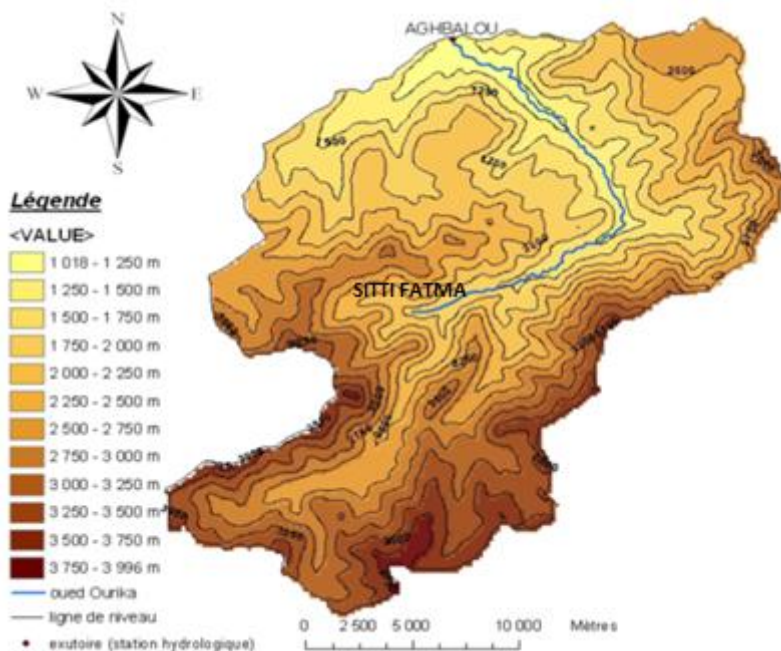 N
AGHBALOU
W E
S
Légende
<VALUE>
1 018 - 1 250 m
1 250 - 1 500 m
1 500 - 1 750 m
1 750 - 2 000 m
2 000 - 2 250 m
2 250 - 2 500 m
2 500 - 2 750 m
2 750 - 3 000 m
3 000 - 3 250 m
3 250 - 3 500 m
3 500 - 3 750 m
3 750 - 3 996 m
oued Ourika
ligne de niveau
exutoire (station hydrologique)
SITTI FATMA
0 2 500 5 000 10 000 Mètres